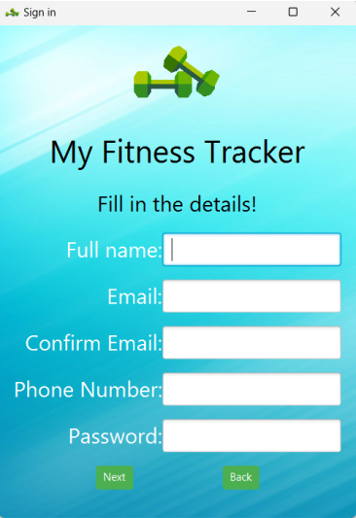 Sign in
My Fitness Tracker
Fill in the details!
Full name:
Email:
Confirm Email:
Phone Number:
Password:
Next Back